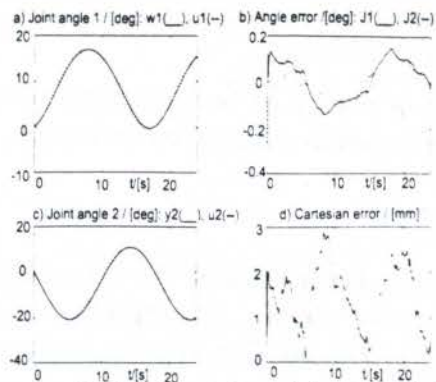 a) Joint angle 1 / [deg]: w1(__), u1(--)
b) Angle error /[deg]: J1(__), J2(--)
20
10
0
-10
0 10 t/[s] 20
0.2
0
-0.2
-0.4
0 10 t/[s] 20
c) Joint angle 2 / [deg]: y2(__), u2(--)
d) Cartesian error / [mm]
20
0
-20
-40
0 10 t/[s] 20
3
2
1
0
0 10 t/[s] 20